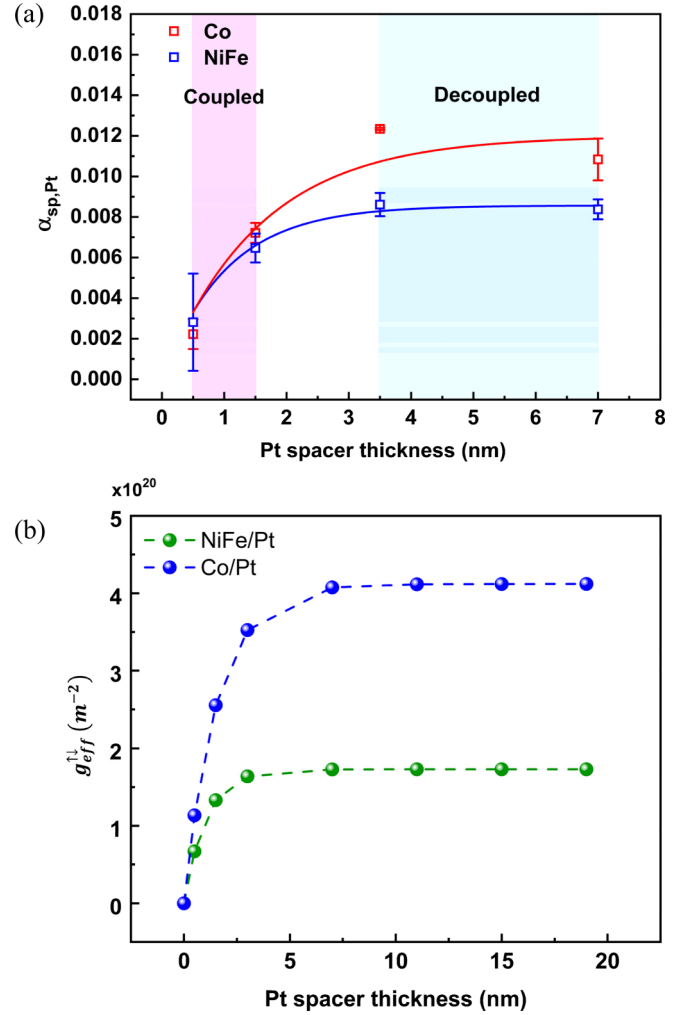 (a)
0.018
0.016
0.014
0.012
0.010
0.008
0.006
0.004
0.002
0.000
α_sp,Pt
Co
NiFe
Coupled
Decoupled
0 1 2 3 4 5 6 7 8
Pt spacer thickness (nm)
(b)
x10^20
5
4
3
2
1
0
g_eff^↑↓ (m^−2)
NiFe/Pt
Co/Pt
0 5 10 15 20
Pt spacer thickness (nm)